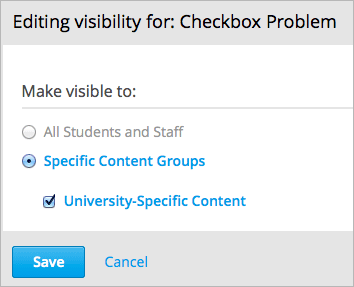 Editing visibility for: Checkbox Problem
Make visible to:
All Students and Staff
Specific Content Groups
University-Specific Content
Save Cancel